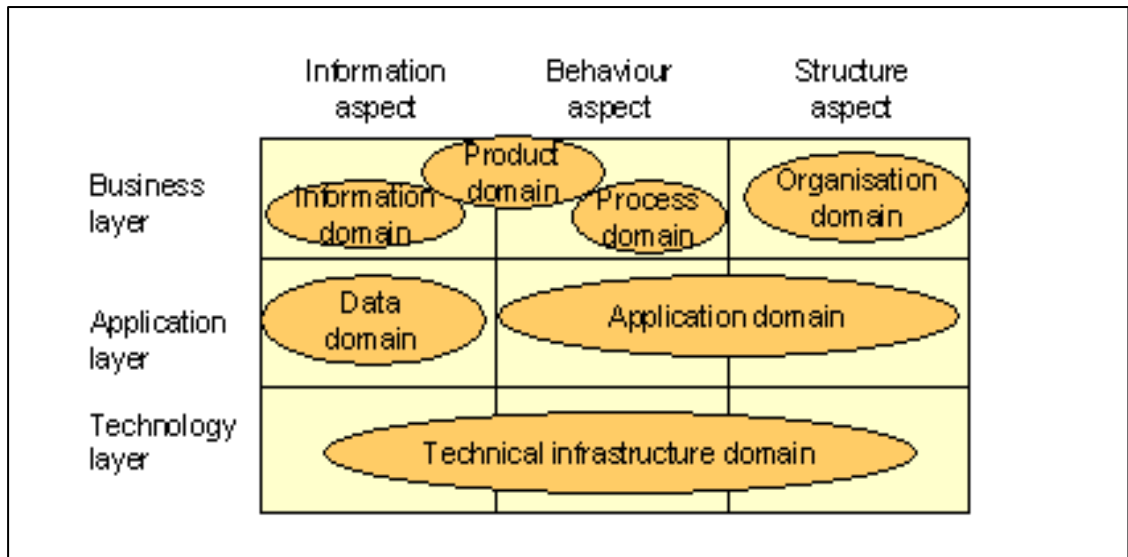 Information
aspect
Behaviour
aspect
Structure
aspect
Business
layer
Product
domain
Information
domain
Process
domain
Organisation
domain
Application
layer
Data
domain
Application domain
Technology
layer
Technical infrastructure domain